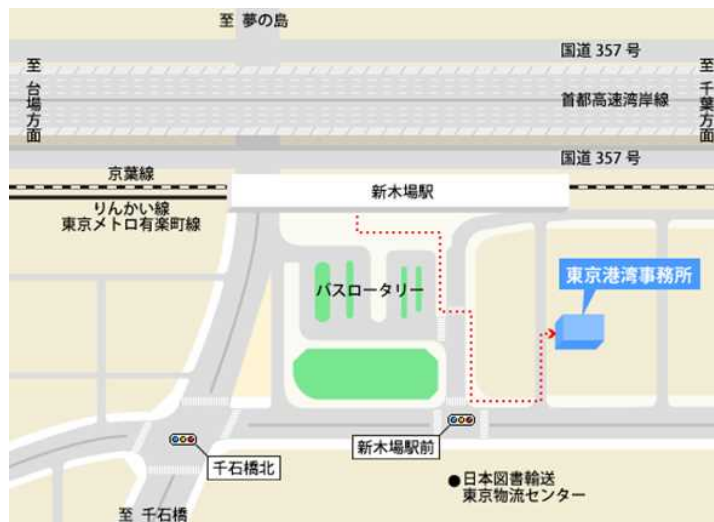 至 夢の島
国道 357 号
至 台場方面
至 千葉方面
首都高速湾岸線
国道 357 号
京葉線
新木場駅
りんかい線
東京メトロ有楽町線
東京港湾事務所
バスロータリー
新木場駅前
千石橋北
日本図書輸送
東京物流センター
至 千石橋